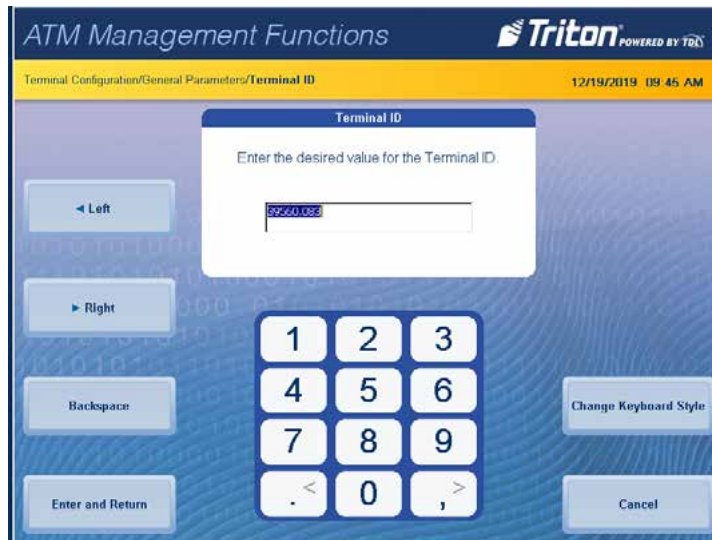 ATM Management Functions
Triton POWERED BY TDL
Terminal Configuration/General Parameters/Terminal ID
12/19/2019 09:45 AM
Terminal ID
Enter the desired value for the Terminal ID.
39560.083
◄ Left
► Right
1 2 3
4 5 6
Backspace
Change Keyboard Style
7 8 9
.< 0 ,>
Enter and Return
Cancel